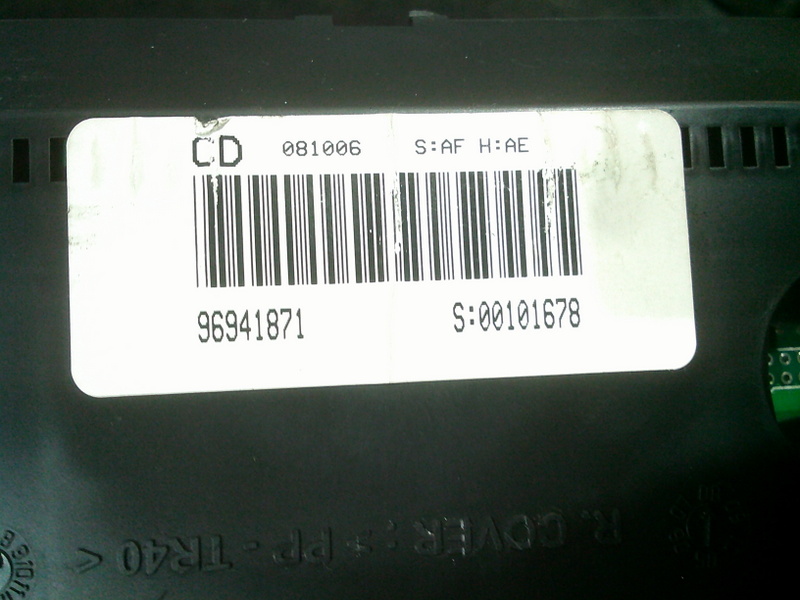 CD 081006 S:AF H:AE
96941871 S:00101678
R. COVER : > PP - TR40 <